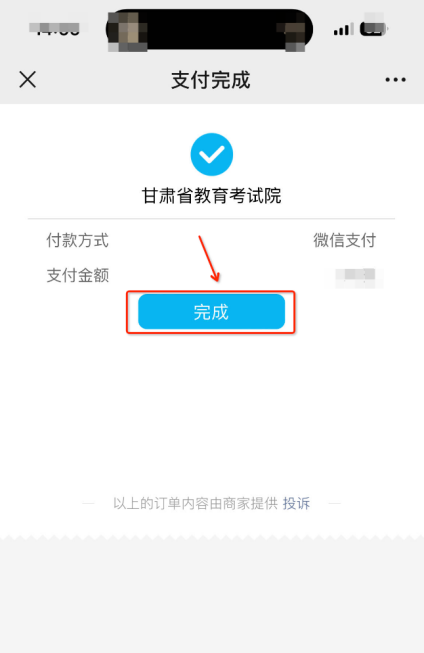 支付完成
甘肃省教育考试院
付款方式 微信支付
支付金额
完成
以上的订单内容由商家提供 投诉